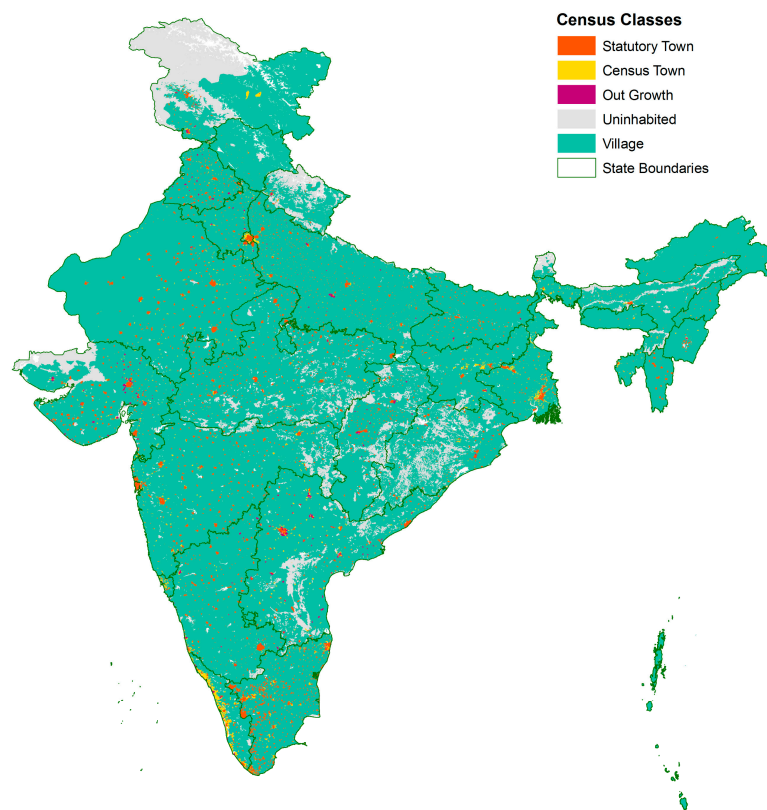 Census Classes
Statutory Town
Census Town
Out Growth
Uninhabited
Village
State Boundaries